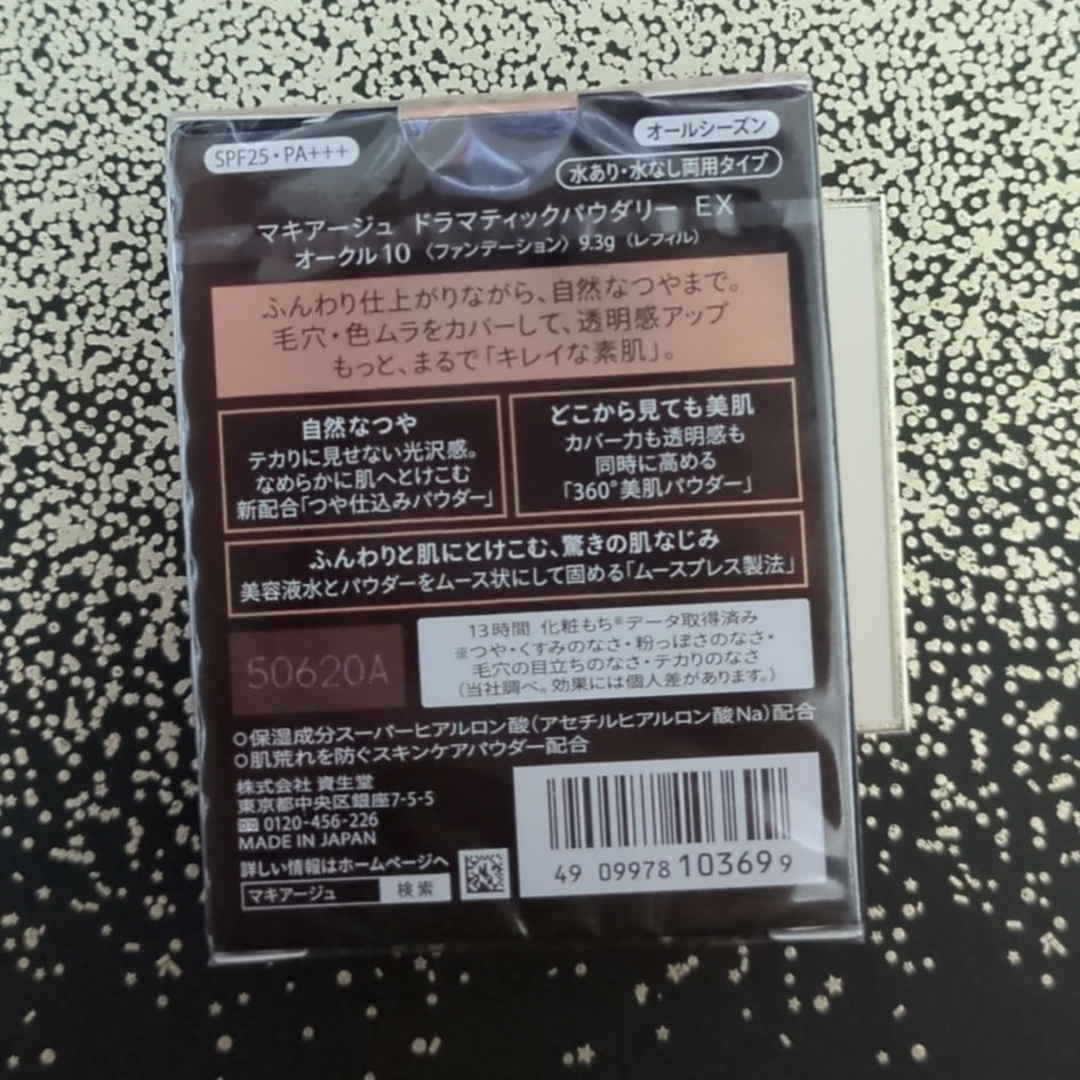 SPF25・PA+++
オールシーズン
水あり・水なし両用タイプ
マキアージュ ドラマティックパウダリー EX
オークル10〈ファンデーション〉9.3g（レフィル）
ふんわり仕上がりながら、自然なつやまで。
毛穴・色ムラをカバーして、透明感アップ
もっと、まるで「キレイな素肌」。
自然なつや
テカりに見せない光沢感。
なめらかに肌へとけこむ
新配合「つや仕込みパウダー」
どこから見ても美肌
カバー力も透明感も
同時に高める
「360°美肌パウダー」
ふんわりと肌にとけこむ、驚きの肌なじみ
美容液水とパウダーをムース状にして固める「ムースプレス製法」
50620A
13時間 化粧もち※データ取得済み
※つや・くすみのなさ・粉っぽさのなさ・
毛穴の目立ちのなさ・テカりのなさ
（当社調べ。効果には個人差があります。）
○保湿成分スーパーヒアルロン酸（アセチルヒアルロン酸Na）配合
○肌荒れを防ぐスキンケアパウダー配合
株式会社 資生堂
東京都中央区銀座7-5-5
0120-456-226
MADE IN JAPAN
詳しい情報はホームページへ
マキアージュ 検索
49 09978 103699